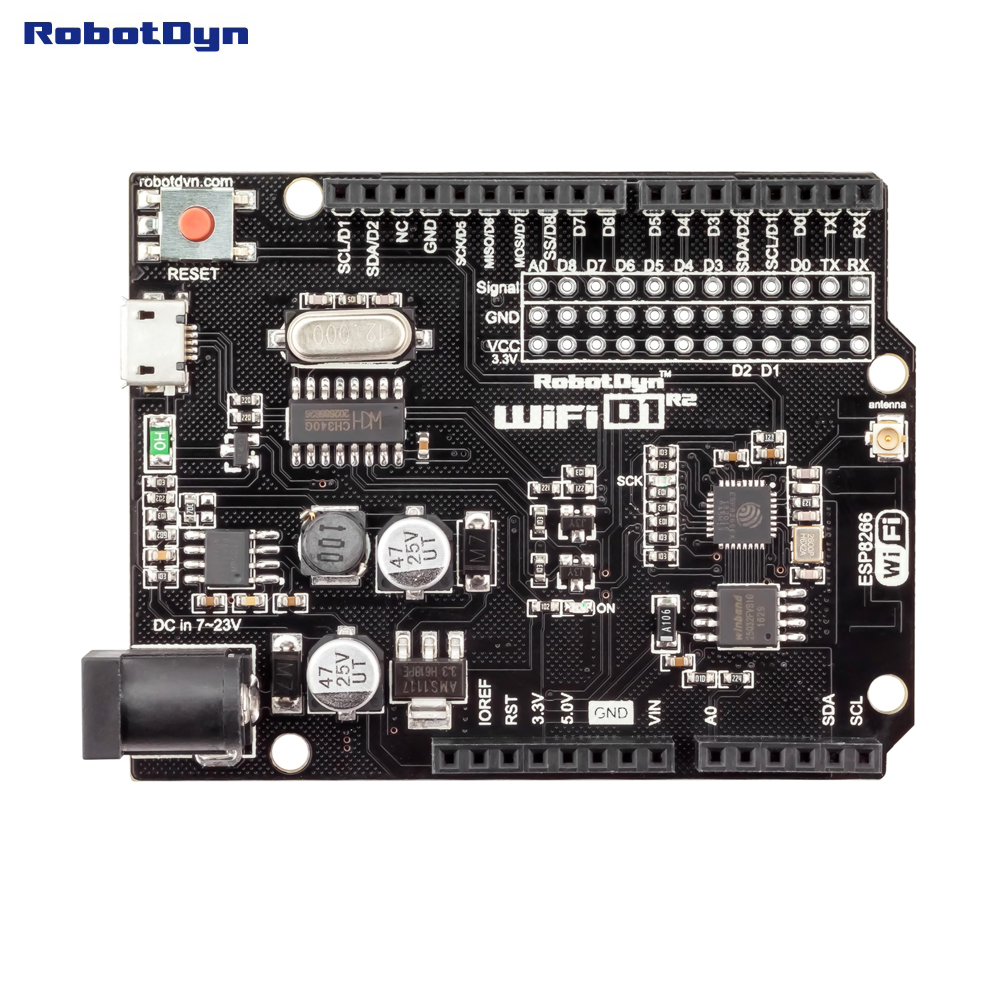 RobotDyn
robotdyn.com
RESET
SCL/D1
SDA/D2
NC
GND
SCK/D5
MISO/D6
MOSI/D7
SS/D8
D7
D6
D5
D4
D3
SDA/D2
SCL/D1
D0
TX
RX
A0 D8 D7 D6 D5 D4 D3 D0 TX RX
Signal
GND
VCC
3.3V
D2 D1
RobotDyn™
WiFi D1 R2
antenna
12.000
WCH
CH340G
SCK
ESP8266
WiFi
100
47
25V
UT
M7
ON
winbond
A106
DC in 7~23V
M7
47
25V
UT
AMS1117
3.3 H618PE
IOREF
RST
3.3V
5.0V
GND
VIN
A0
SDA
SCL